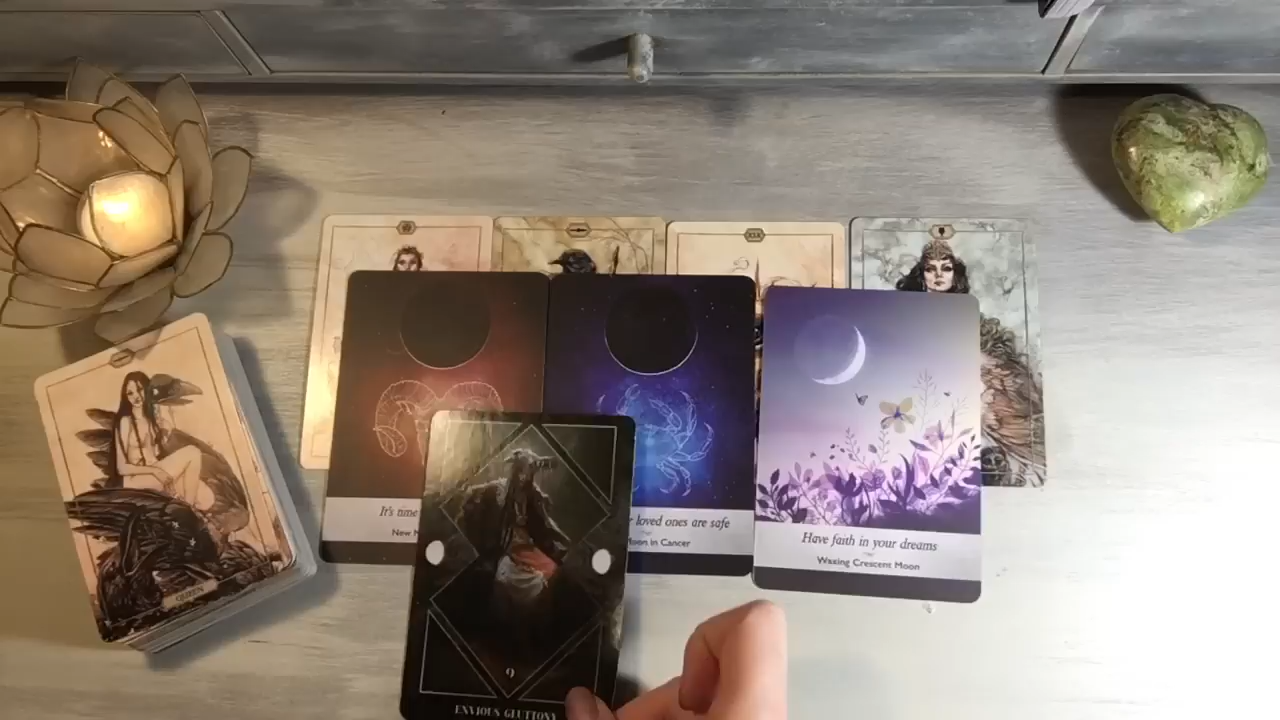 QUEEN
It's time
New M
r loved ones are safe
Moon in Cancer
Have faith in your dreams
Waxing Crescent Moon
9
ENVIOUS GLUTTONY